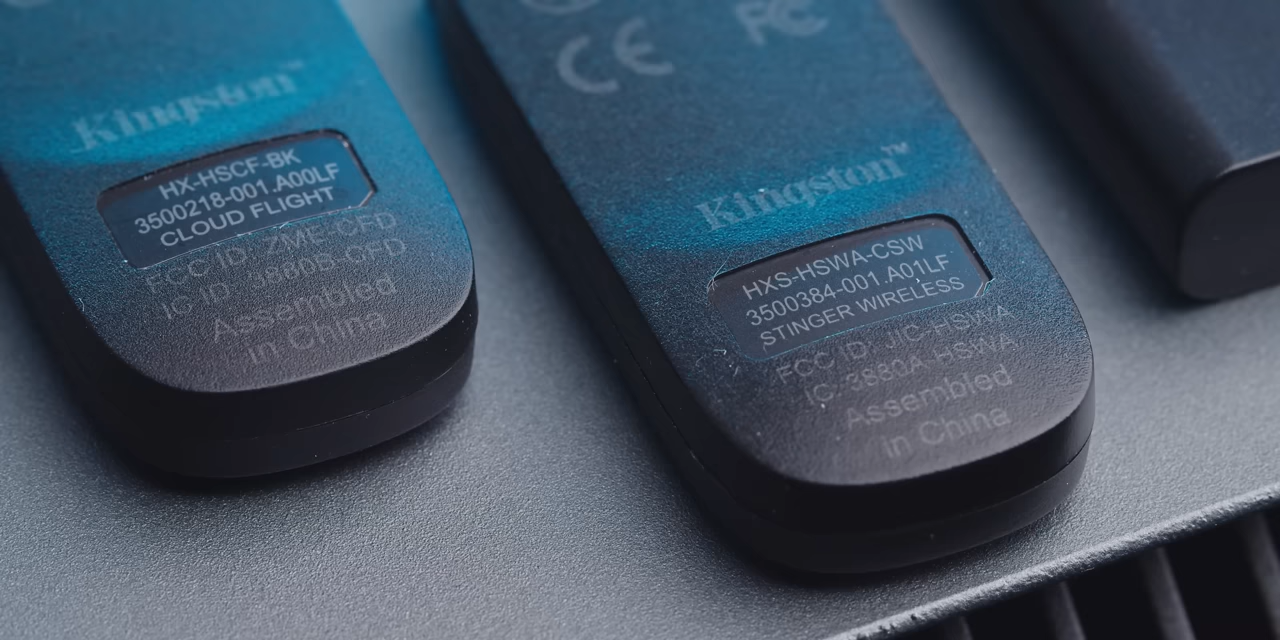 Kingston
HX-HSCF-BK
3500218-001.A00LF
CLOUD FLIGHT
FCC ID: ZME-CFD
IC ID: 3880B-CFD
Assembled
in China
CE FC
Kingston™
HXS-HSWA-CSW
3500384-001.A01LF
STINGER WIRELESS
FCC ID: JIC-HSWA
IC: 3880A-HSWA
Assembled
in China